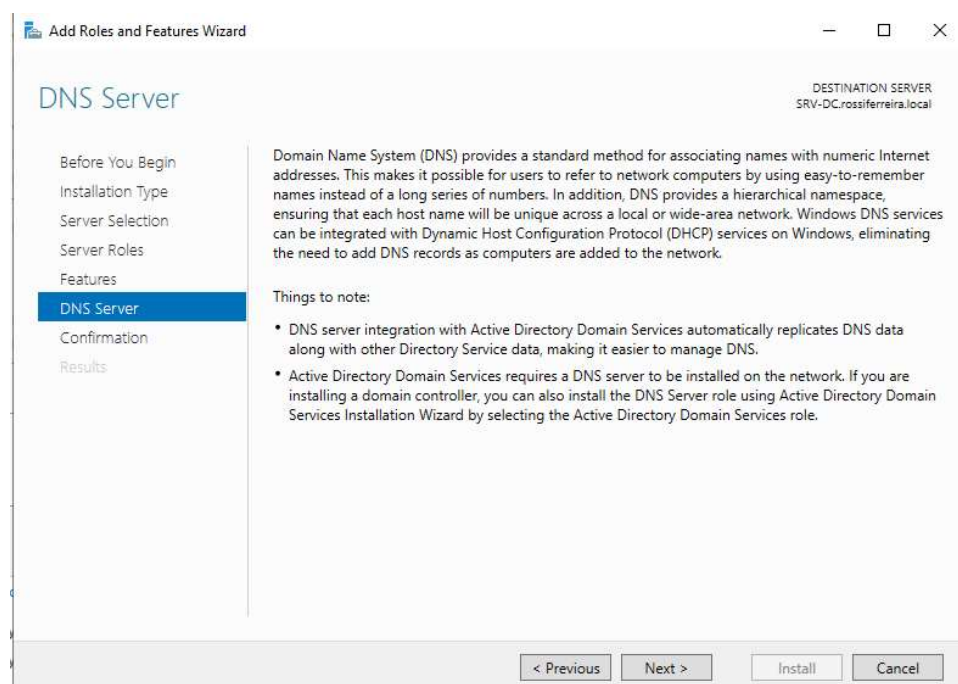 Add Roles and Features Wizard
DNS Server
DESTINATION SERVER
SRV-DC.rossiferreira.local
Before You Begin
Installation Type
Server Selection
Server Roles
Features
DNS Server
Confirmation
Results
Domain Name System (DNS) provides a standard method for associating names with numeric Internet
addresses. This makes it possible for users to refer to network computers by using easy-to-remember
names instead of a long series of numbers. In addition, DNS provides a hierarchical namespace,
ensuring that each host name will be unique across a local or wide-area network. Windows DNS services
can be integrated with Dynamic Host Configuration Protocol (DHCP) services on Windows, eliminating
the need to add DNS records as computers are added to the network.
Things to note:
• DNS server integration with Active Directory Domain Services automatically replicates DNS data
along with other Directory Service data, making it easier to manage DNS.
• Active Directory Domain Services requires a DNS server to be installed on the network. If you are
installing a domain controller, you can also install the DNS Server role using Active Directory Domain
Services Installation Wizard by selecting the Active Directory Domain Services role.
< Previous
Next >
Install
Cancel